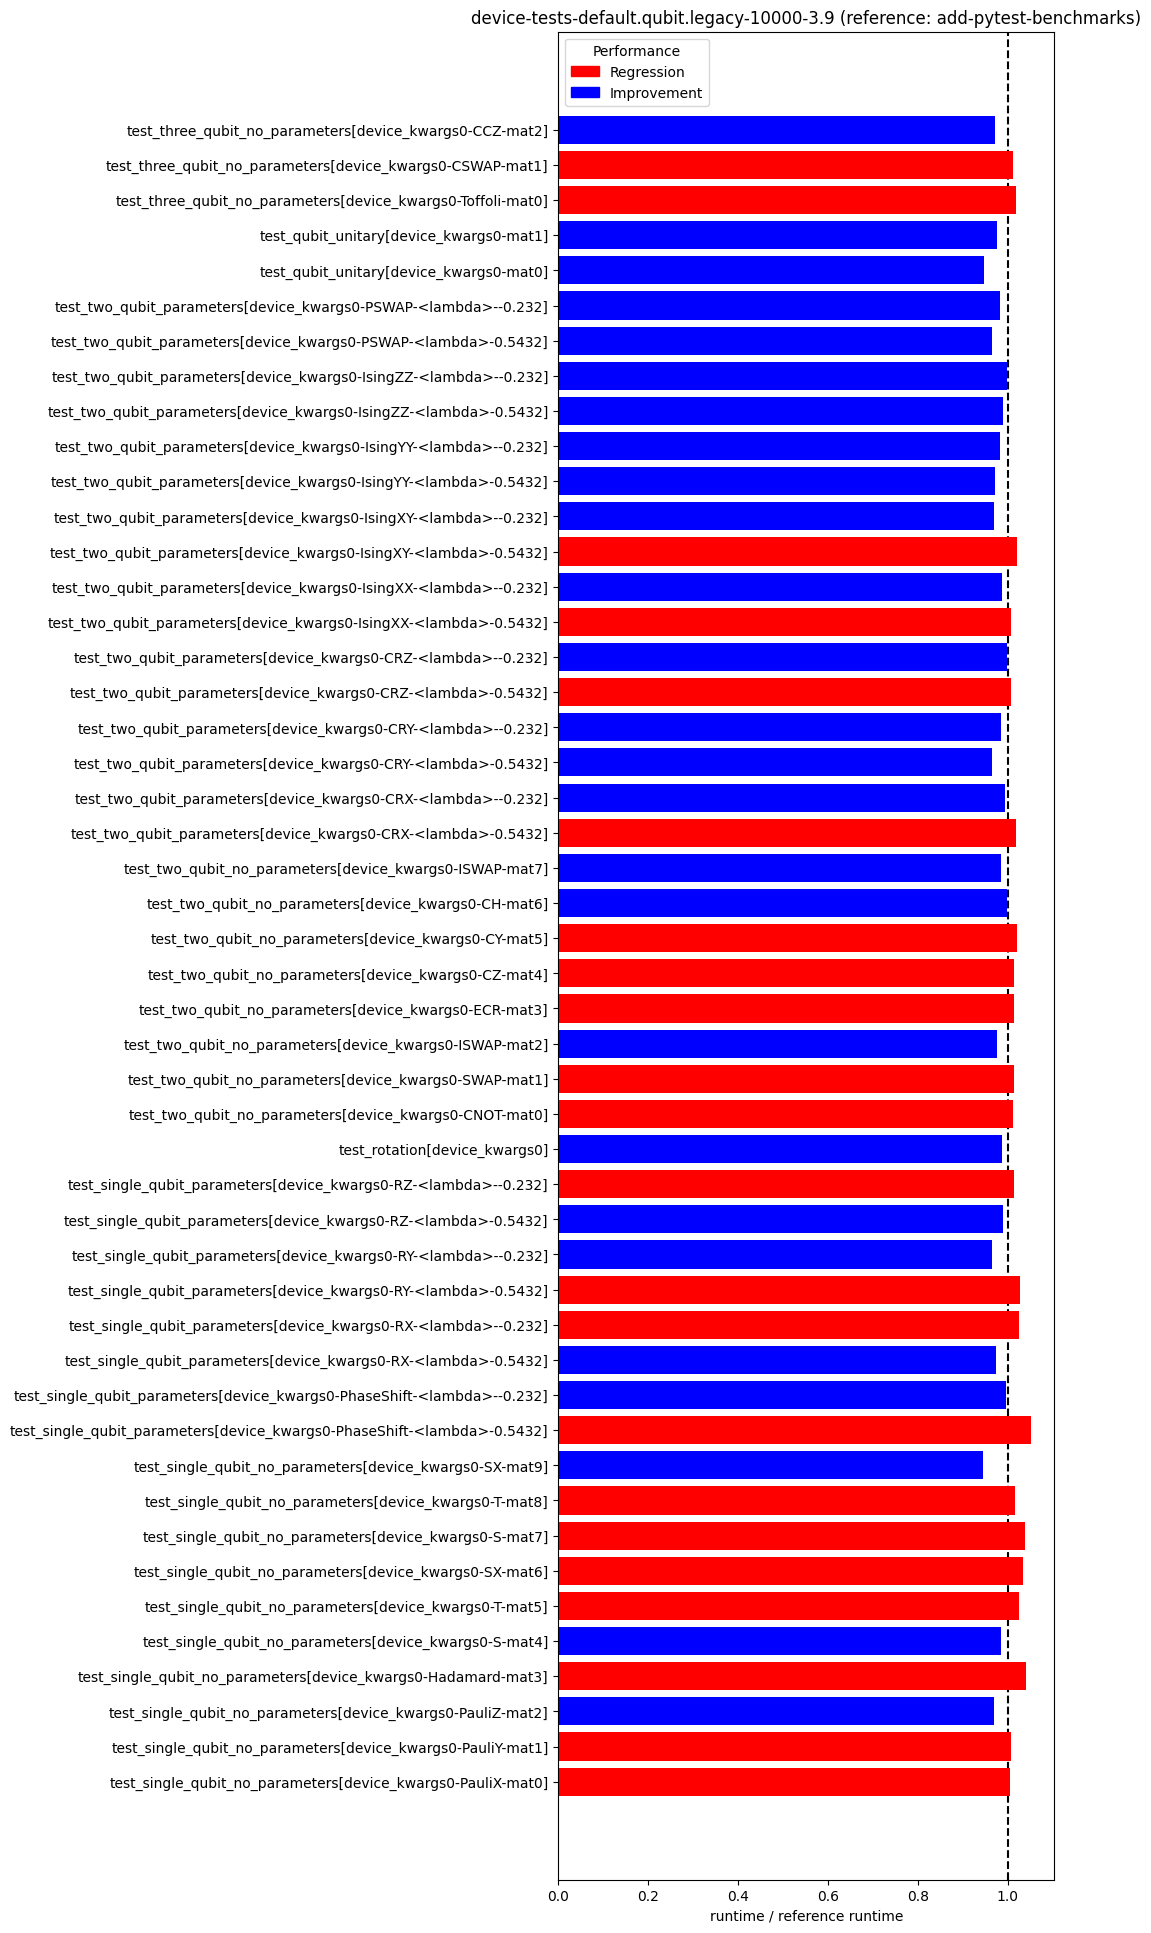 device-tests-default.qubit.legacy-10000-3.9 (reference: add-pytest-benchmarks)
Performance
Regression
Improvement
test_three_qubit_no_parameters[device_kwargs0-CCZ-mat2]
test_three_qubit_no_parameters[device_kwargs0-CSWAP-mat1]
test_three_qubit_no_parameters[device_kwargs0-Toffoli-mat0]
test_qubit_unitary[device_kwargs0-mat1]
test_qubit_unitary[device_kwargs0-mat0]
test_two_qubit_parameters[device_kwargs0-PSWAP-<lambda>--0.232]
test_two_qubit_parameters[device_kwargs0-PSWAP-<lambda>-0.5432]
test_two_qubit_parameters[device_kwargs0-IsingZZ-<lambda>--0.232]
test_two_qubit_parameters[device_kwargs0-IsingZZ-<lambda>-0.5432]
test_two_qubit_parameters[device_kwargs0-IsingYY-<lambda>--0.232]
test_two_qubit_parameters[device_kwargs0-IsingYY-<lambda>-0.5432]
test_two_qubit_parameters[device_kwargs0-IsingXY-<lambda>--0.232]
test_two_qubit_parameters[device_kwargs0-IsingXY-<lambda>-0.5432]
test_two_qubit_parameters[device_kwargs0-IsingXX-<lambda>--0.232]
test_two_qubit_parameters[device_kwargs0-IsingXX-<lambda>-0.5432]
test_two_qubit_parameters[device_kwargs0-CRZ-<lambda>--0.232]
test_two_qubit_parameters[device_kwargs0-CRZ-<lambda>-0.5432]
test_two_qubit_parameters[device_kwargs0-CRY-<lambda>--0.232]
test_two_qubit_parameters[device_kwargs0-CRY-<lambda>-0.5432]
test_two_qubit_parameters[device_kwargs0-CRX-<lambda>--0.232]
test_two_qubit_parameters[device_kwargs0-CRX-<lambda>-0.5432]
test_two_qubit_no_parameters[device_kwargs0-ISWAP-mat7]
test_two_qubit_no_parameters[device_kwargs0-CH-mat6]
test_two_qubit_no_parameters[device_kwargs0-CY-mat5]
test_two_qubit_no_parameters[device_kwargs0-CZ-mat4]
test_two_qubit_no_parameters[device_kwargs0-ECR-mat3]
test_two_qubit_no_parameters[device_kwargs0-ISWAP-mat2]
test_two_qubit_no_parameters[device_kwargs0-SWAP-mat1]
test_two_qubit_no_parameters[device_kwargs0-CNOT-mat0]
test_rotation[device_kwargs0]
test_single_qubit_parameters[device_kwargs0-RZ-<lambda>--0.232]
test_single_qubit_parameters[device_kwargs0-RZ-<lambda>-0.5432]
test_single_qubit_parameters[device_kwargs0-RY-<lambda>--0.232]
test_single_qubit_parameters[device_kwargs0-RY-<lambda>-0.5432]
test_single_qubit_parameters[device_kwargs0-RX-<lambda>--0.232]
test_single_qubit_parameters[device_kwargs0-RX-<lambda>-0.5432]
test_single_qubit_parameters[device_kwargs0-PhaseShift-<lambda>--0.232]
test_single_qubit_parameters[device_kwargs0-PhaseShift-<lambda>-0.5432]
test_single_qubit_no_parameters[device_kwargs0-SX-mat9]
test_single_qubit_no_parameters[device_kwargs0-T-mat8]
test_single_qubit_no_parameters[device_kwargs0-S-mat7]
test_single_qubit_no_parameters[device_kwargs0-SX-mat6]
test_single_qubit_no_parameters[device_kwargs0-T-mat5]
test_single_qubit_no_parameters[device_kwargs0-S-mat4]
test_single_qubit_no_parameters[device_kwargs0-Hadamard-mat3]
test_single_qubit_no_parameters[device_kwargs0-PauliZ-mat2]
test_single_qubit_no_parameters[device_kwargs0-PauliY-mat1]
test_single_qubit_no_parameters[device_kwargs0-PauliX-mat0]
0.0 0.2 0.4 0.6 0.8 1.0
runtime / reference runtime